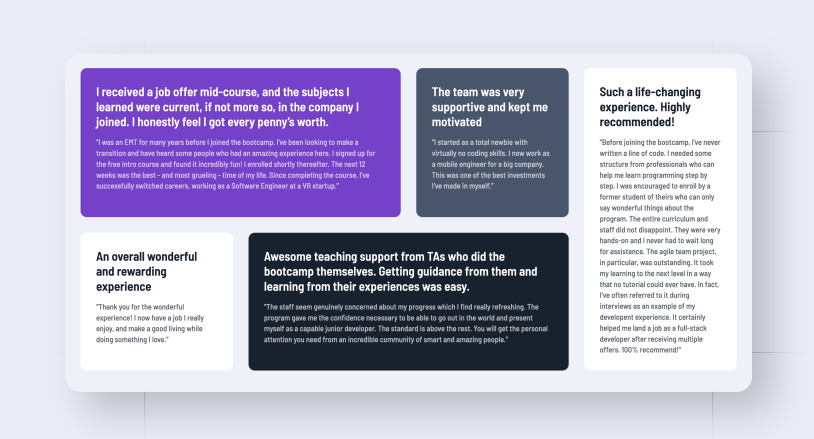 I received a job offer mid-course, and the subjects I
learned were current, if not more so, in the company I
joined. I honestly feel I got every penny's worth.
"I was an EMT for many years before I joined the bootcamp. I've been looking to make a
transition and have heard some people who had an amazing experience here. I signed up for
the free intro course and found it incredibly fun! I enrolled shortly thereafter. The next 12
weeks was the best - and most grueling - time of my life. Since completing the course, I've
successfully switched careers, working as a Software Engineer at a VR startup."
The team was very
supportive and kept me
motivated
"I started as a total newbie with
virtually no coding skills. I now work as
a mobile engineer for a big company.
This was one of the best investments
I've made in myself."
Such a life-changing
experience. Highly
recommended!
"Before joining the bootcamp, I've never
written a line of code. I needed some
structure from professionals who can
help me learn programming step by
step. I was encouraged to enroll by a
former student of theirs who can only
say wonderful things about the
program. The entire curriculum and
staff did not disappoint. They were very
hands-on and I never had to wait long
for assistance. The agile team project,
in particular, was outstanding. It took
my learning to the next level in a way
that no tutorial could ever have. In fact,
I've often referred to it during
interviews as an example of my
developent experience. It certainly
helped me land a job as a full-stack
developer after receiving multiple
offers. 100% recommend!"
An overall wonderful
and rewarding
experience
"Thank you for the wonderful
experience! I now have a job I really
enjoy, and make a good living while
doing something I love."
Awesome teaching support from TAs who did the
bootcamp themselves. Getting guidance from them and
learning from their experiences was easy.
"The staff seem genuinely concerned about my progress which I find really refreshing. The
program gave me the confidence necessary to be able to go out in the world and present
myself as a capable junior developer. The standard is above the rest. You will get the personal
attention you need from an incredible community of smart and amazing people."